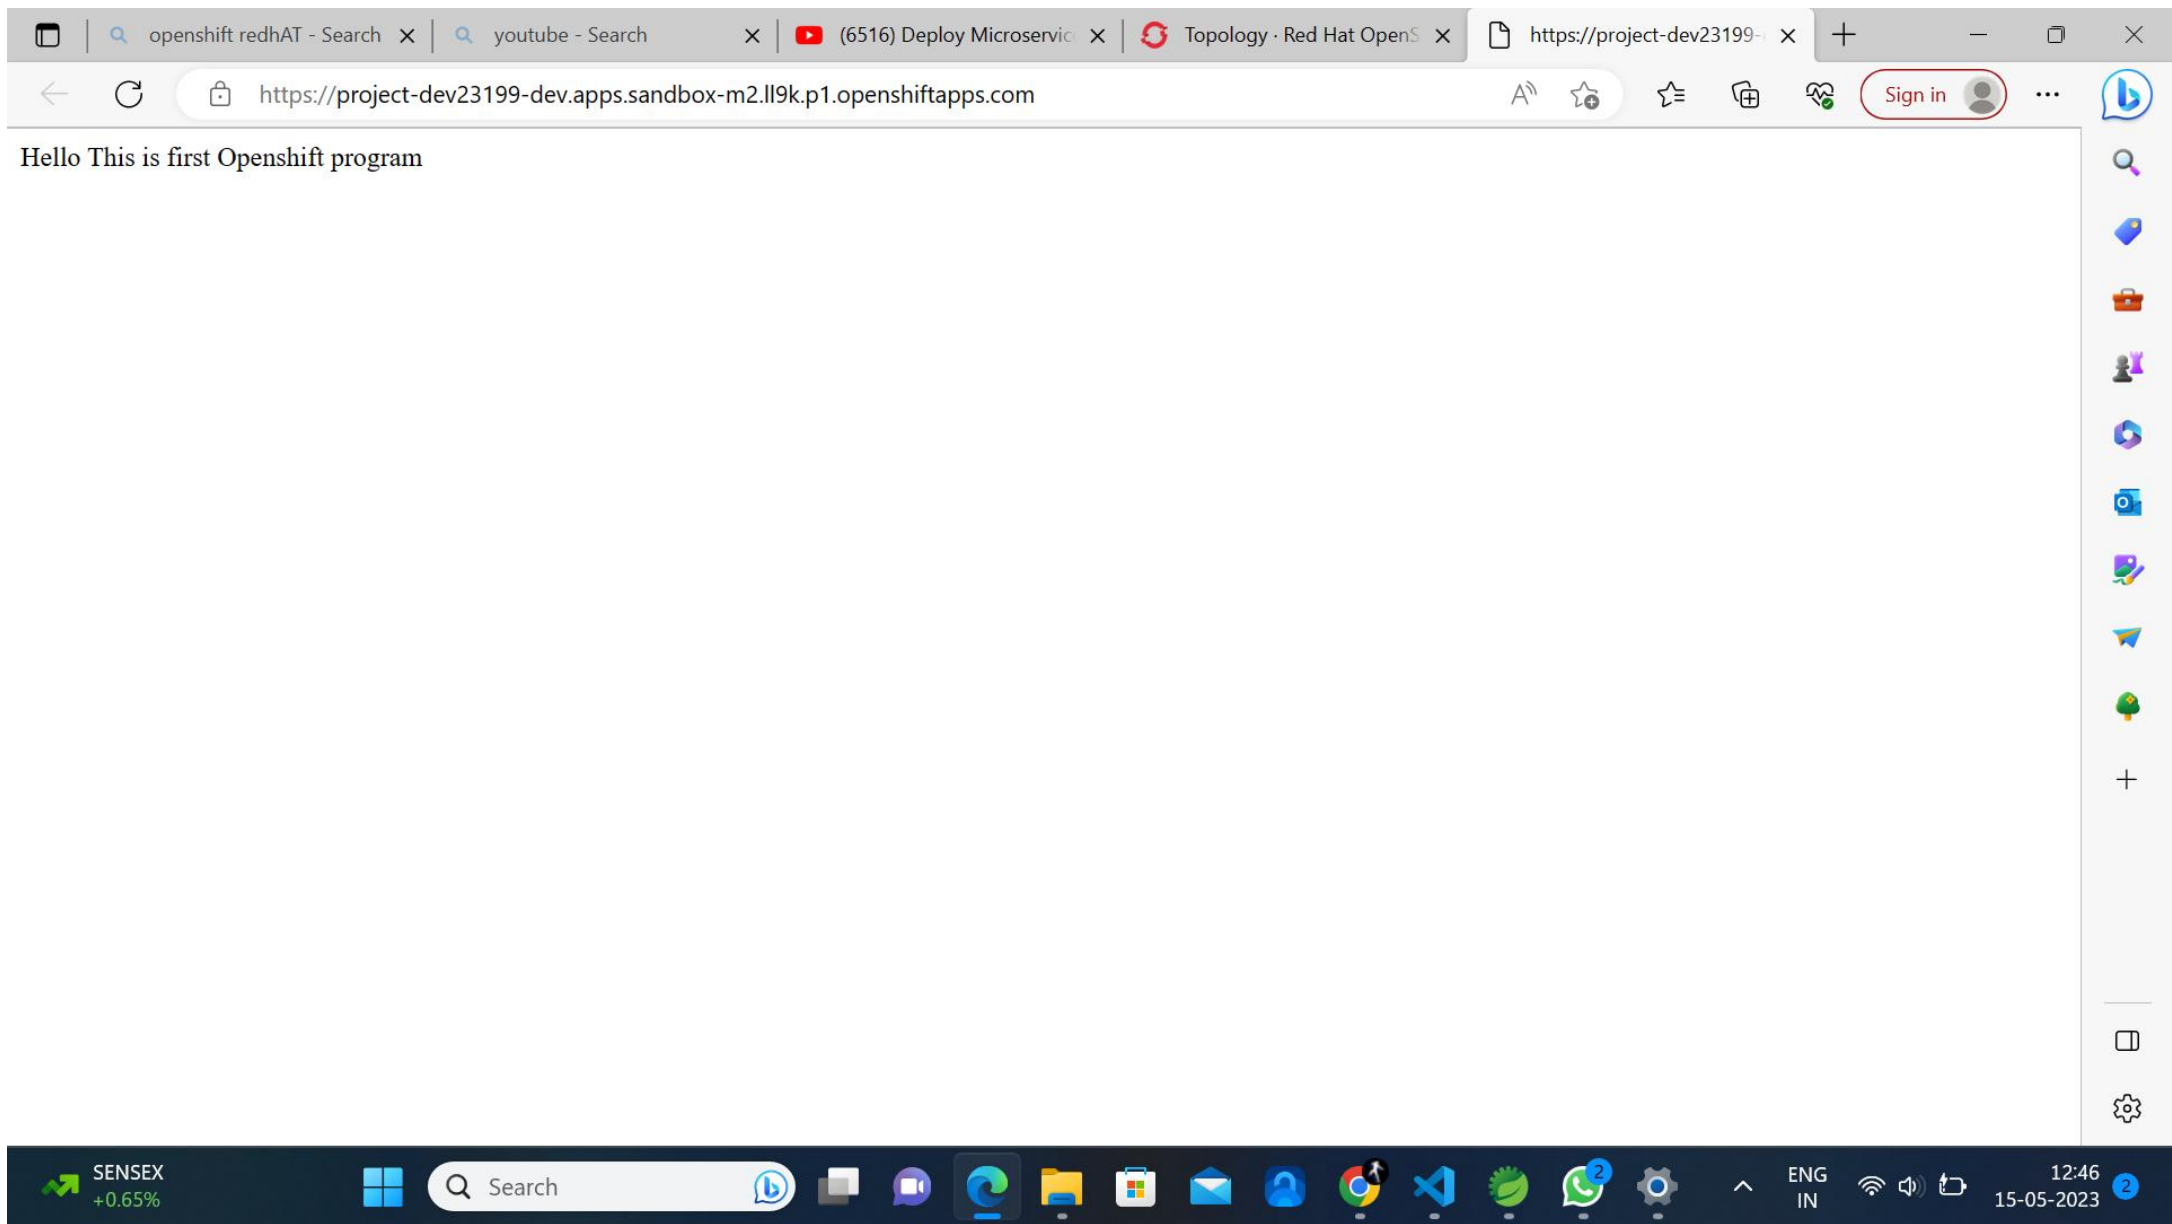 openshift redhAT - Search
youtube - Search
(6516) Deploy Microservic
Topology · Red Hat OpenS
https://project-dev23199-
https://project-dev23199-dev.apps.sandbox-m2.ll9k.p1.openshiftapps.com
Sign in
Hello This is first Openshift program
SENSEX
+0.65%
Search
2
ENG
IN
12:46
15-05-2023
2